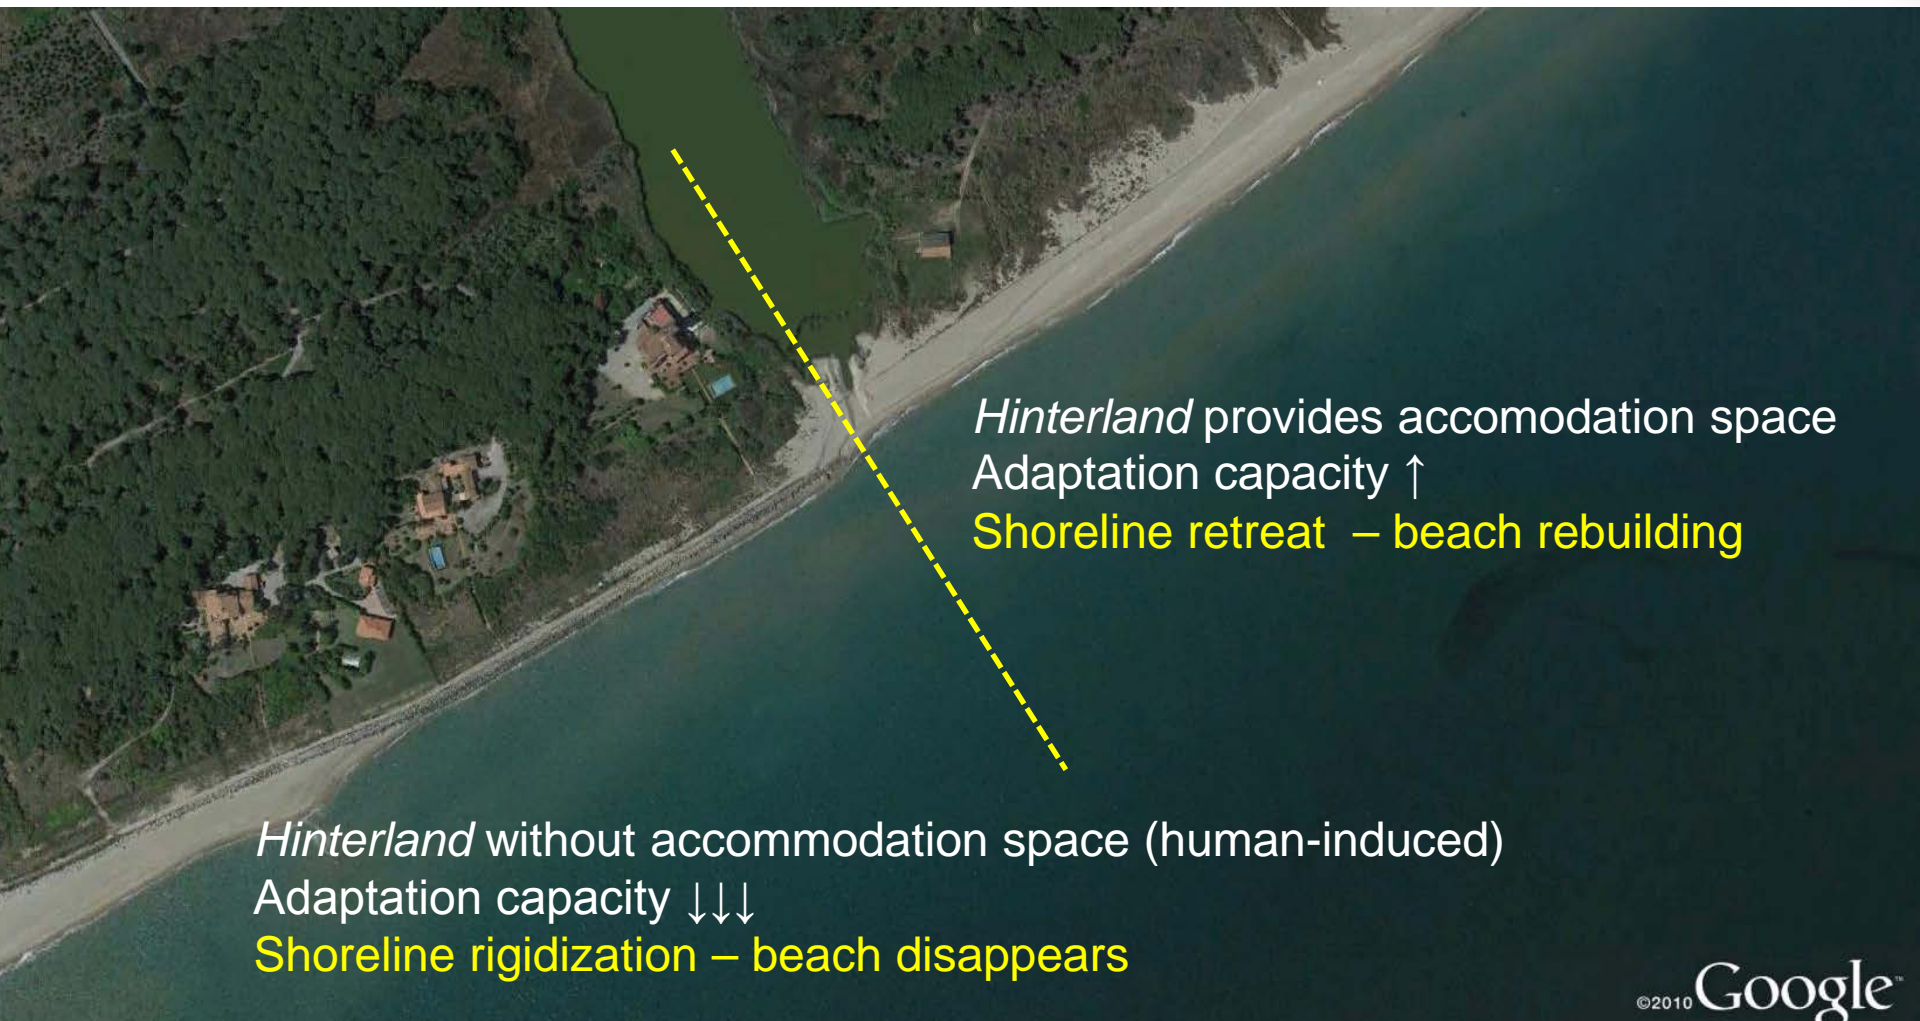 Hinterland provides accomodation space
Adaptation capacity ↑
Shoreline retreat – beach rebuilding
Hinterland without accommodation space (human-induced)
Adaptation capacity ↓↓↓
Shoreline rigidization – beach disappears
©2010 Google™